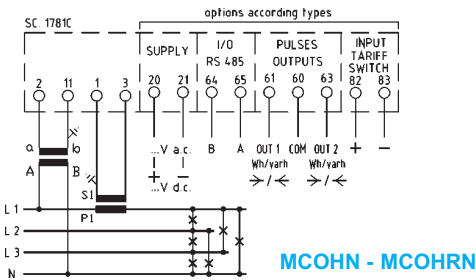 options according types
SC. 1781C
SUPPLY I/O RS 485 PULSES OUTPUTS INPUT TARIFF SWITCH
2 11 1 3 20 21 64 65 61 60 63 82 83
a b
A B
...V a.c.
+ −
...V d.c.
B A OUT 1 COM OUT 2 + −
Wh/varh Wh/varh
S1
P1
L 1
L 2
L 3
N
MCOHN - MCOHRN